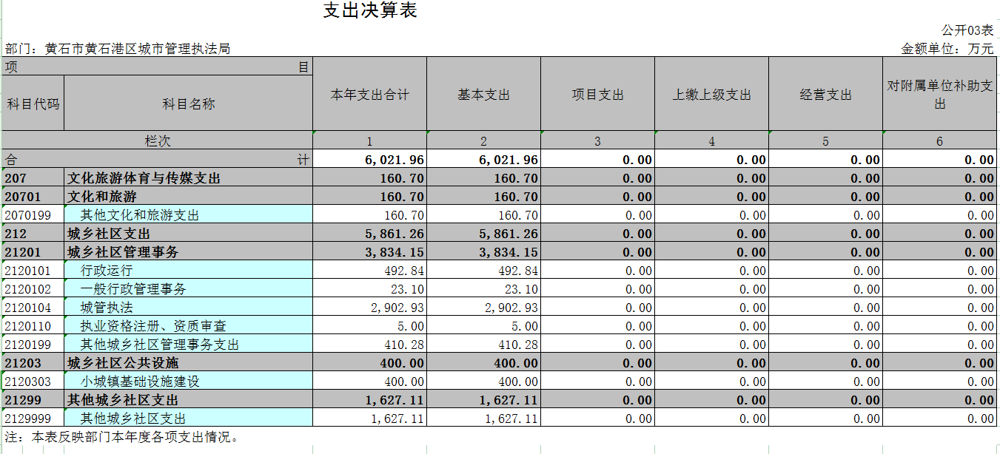 支出决算表
公开03表
部门：黄石市黄石港区城市管理执法局 金额单位：万元
项 目 本年支出合计 基本支出 项目支出 上缴上级支出 经营支出 对附属单位补助支出
科目代码 科目名称
栏次 1 2 3 4 5 6
合 计 6,021.96 6,021.96 0.00 0.00 0.00 0.00
207 文化旅游体育与传媒支出 160.70 160.70 0.00 0.00 0.00 0.00
20701 文化和旅游 160.70 160.70 0.00 0.00 0.00 0.00
2070199 其他文化和旅游支出 160.70 160.70 0.00 0.00 0.00 0.00
212 城乡社区支出 5,861.26 5,861.26 0.00 0.00 0.00 0.00
21201 城乡社区管理事务 3,834.15 3,834.15 0.00 0.00 0.00 0.00
2120101 行政运行 492.84 492.84 0.00 0.00 0.00 0.00
2120102 一般行政管理事务 23.10 23.10 0.00 0.00 0.00 0.00
2120104 城管执法 2,902.93 2,902.93 0.00 0.00 0.00 0.00
2120110 执业资格注册、资质审查 5.00 5.00 0.00 0.00 0.00 0.00
2120199 其他城乡社区管理事务支出 410.28 410.28 0.00 0.00 0.00 0.00
21203 城乡社区公共设施 400.00 400.00 0.00 0.00 0.00 0.00
2120303 小城镇基础设施建设 400.00 400.00 0.00 0.00 0.00 0.00
21299 其他城乡社区支出 1,627.11 1,627.11 0.00 0.00 0.00 0.00
2129999 其他城乡社区支出 1,627.11 1,627.11 0.00 0.00 0.00 0.00
注：本表反映部门本年度各项支出情况。